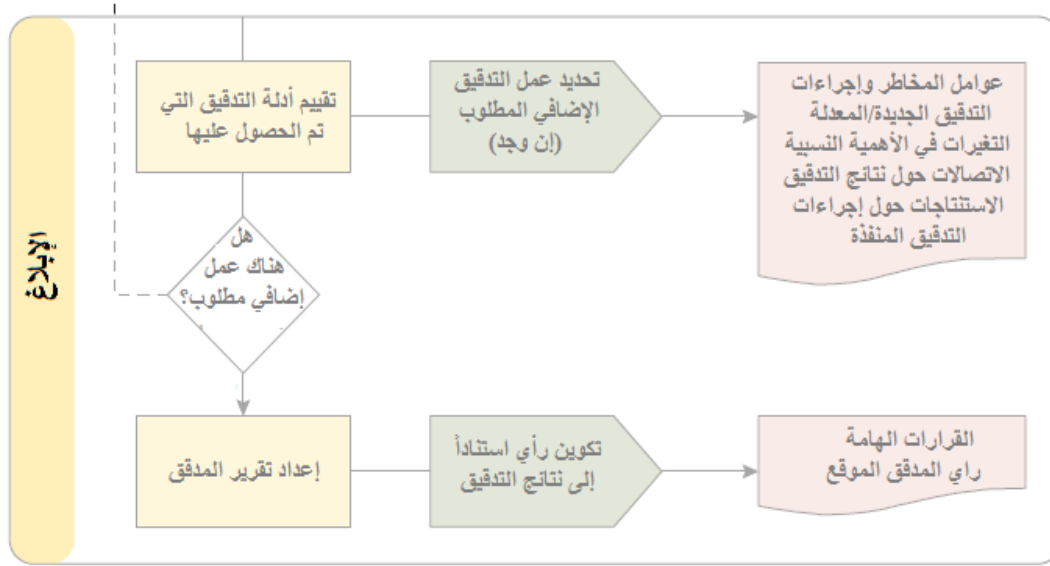 الإبلاغ
تقييم أدلة التدقيق التي
تم الحصول عليها
تحديد عمل التدقيق
الإضافي المطلوب
(إن وجد)
عوامل المخاطر وإجراءات
التدقيق الجديدة/المعدلة
التغيرات في الأهمية النسبية
الاتصالات حول نتائج التدقيق
الاستنتاجات حول إجراءات
التدقيق المنفذة
هل
هناك عمل
إضافي مطلوب؟
إعداد تقرير المدقق
تكوين رأي استناداً
إلى نتائج التدقيق
القرارات الهامة
راي المدقق الموقع